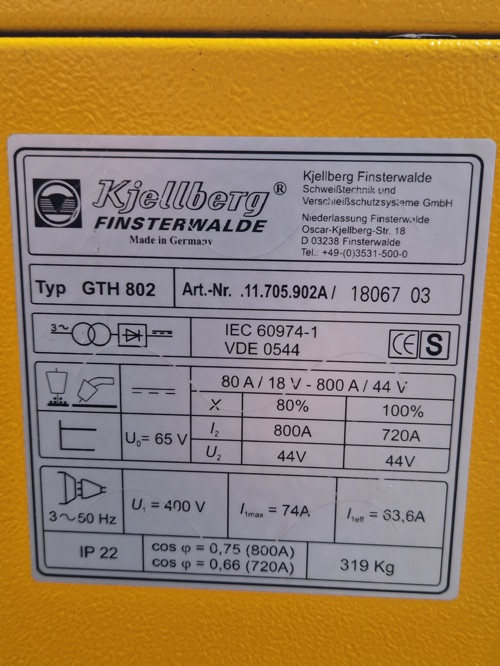 Kjellberg®
FINSTERWALDE
Made in Germany
Kjellberg Finsterwalde
Schweißtechnik und
Verschleißschutzsysteme GmbH
Niederlassung Finsterwalde
Oscar-Kjellberg-Str. 18
D 03238 Finsterwalde
Tel.: +49-(0)3531-500-0
Typ GTH 802 Art.-Nr. .11.705.902A / 18067 03
3~ IEC 60974-1
VDE 0544
CE S
80 A / 18 V - 800 A / 44 V
X 80% 100%
U₀= 65 V I₂ 800A 720A
U₂ 44V 44V
3~50 Hz U₁ = 400 V I₁max = 74A I₁eff = 63,6A
IP 22 cos φ = 0,75 (800A)
cos φ = 0,66 (720A) 319 Kg